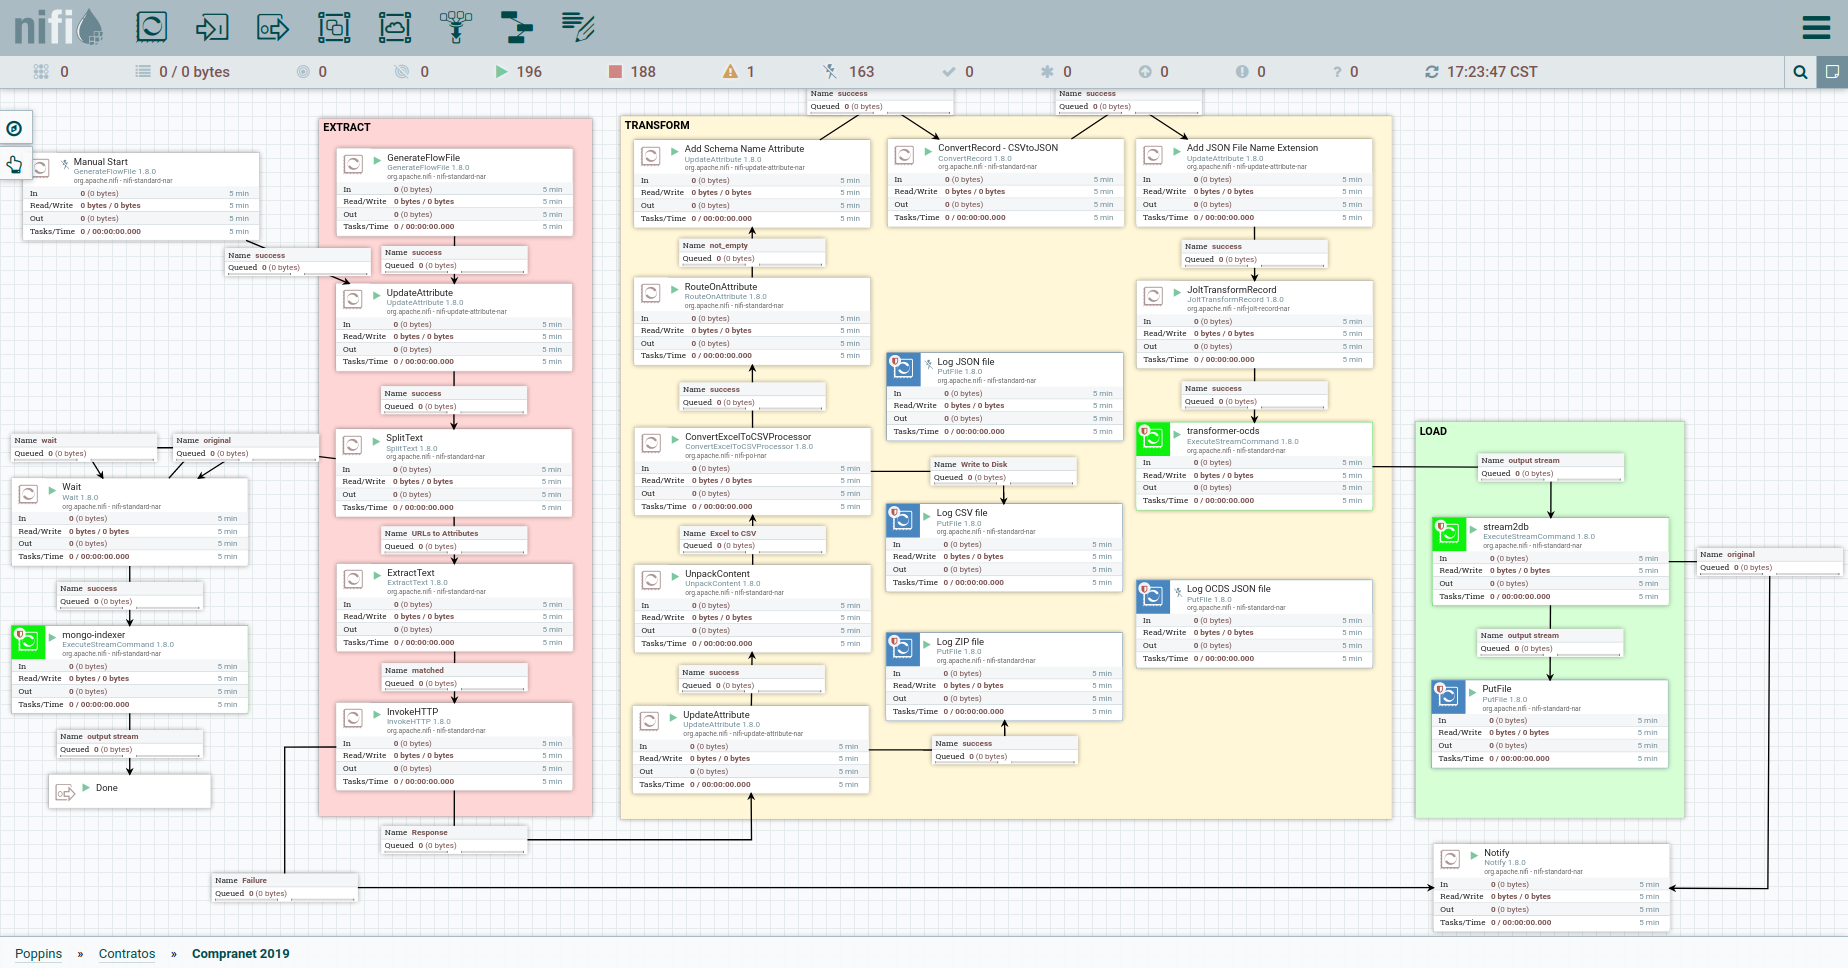 nifi
0
0 / 0 bytes
0
0
196
188
1
163
0
0
0
0
0
17:23:47 CST
Manual Start
GenerateFlowFile 1.8.0
org.apache.nifi - nifi-standard-nar
In 0 (0 bytes) 5 min
Read/Write 0 bytes / 0 bytes 5 min
Out 0 (0 bytes) 5 min
Tasks/Time 0 / 00:00:00.000 5 min
Name success
Queued 0 (0 bytes)
Name wait
Queued 0 (0 bytes)
Name original
Queued 0 (0 bytes)
Wait
Wait 1.8.0
org.apache.nifi - nifi-standard-nar
In 0 (0 bytes) 5 min
Read/Write 0 bytes / 0 bytes 5 min
Out 0 (0 bytes) 5 min
Tasks/Time 0 / 00:00:00.000 5 min
Name success
Queued 0 (0 bytes)
mongo-indexer
ExecuteStreamCommand 1.8.0
org.apache.nifi - nifi-standard-nar
In 0 (0 bytes) 5 min
Read/Write 0 bytes / 0 bytes 5 min
Out 0 (0 bytes) 5 min
Tasks/Time 0 / 00:00:00.000 5 min
Name output stream
Queued 0 (0 bytes)
Done
EXTRACT
GenerateFlowFile
GenerateFlowFile 1.8.0
org.apache.nifi - nifi-standard-nar
In 0 (0 bytes) 5 min
Read/Write 0 bytes / 0 bytes 5 min
Out 0 (0 bytes) 5 min
Tasks/Time 0 / 00:00:00.000 5 min
Name success
Queued 0 (0 bytes)
UpdateAttribute
UpdateAttribute 1.8.0
org.apache.nifi - nifi-update-attribute-nar
In 0 (0 bytes) 5 min
Read/Write 0 bytes / 0 bytes 5 min
Out 0 (0 bytes) 5 min
Tasks/Time 0 / 00:00:00.000 5 min
Name success
Queued 0 (0 bytes)
SplitText
SplitText 1.8.0
org.apache.nifi - nifi-standard-nar
In 0 (0 bytes) 5 min
Read/Write 0 bytes / 0 bytes 5 min
Out 0 (0 bytes) 5 min
Tasks/Time 0 / 00:00:00.000 5 min
Name URLs to Attributes
Queued 0 (0 bytes)
ExtractText
ExtractText 1.8.0
org.apache.nifi - nifi-standard-nar
In 0 (0 bytes) 5 min
Read/Write 0 bytes / 0 bytes 5 min
Out 0 (0 bytes) 5 min
Tasks/Time 0 / 00:00:00.000 5 min
Name matched
Queued 0 (0 bytes)
InvokeHTTP
InvokeHTTP 1.8.0
org.apache.nifi - nifi-standard-nar
In 0 (0 bytes) 5 min
Read/Write 0 bytes / 0 bytes 5 min
Out 0 (0 bytes) 5 min
Tasks/Time 0 / 00:00:00.000 5 min
Name Response
Queued 0 (0 bytes)
Name Failure
Queued 0 (0 bytes)
TRANSFORM
Name success
Queued 0 (0 bytes)
Name success
Queued 0 (0 bytes)
Add Schema Name Attribute
UpdateAttribute 1.8.0
org.apache.nifi - nifi-update-attribute-nar
In 0 (0 bytes) 5 min
Read/Write 0 bytes / 0 bytes 5 min
Out 0 (0 bytes) 5 min
Tasks/Time 0 / 00:00:00.000 5 min
Name not_empty
Queued 0 (0 bytes)
RouteOnAttribute
RouteOnAttribute 1.8.0
org.apache.nifi - nifi-standard-nar
In 0 (0 bytes) 5 min
Read/Write 0 bytes / 0 bytes 5 min
Out 0 (0 bytes) 5 min
Tasks/Time 0 / 00:00:00.000 5 min
Name success
Queued 0 (0 bytes)
ConvertExcelToCSVProcessor
ConvertExcelToCSVProcessor 1.8.0
org.apache.nifi - nifi-poi-nar
In 0 (0 bytes) 5 min
Read/Write 0 bytes / 0 bytes 5 min
Out 0 (0 bytes) 5 min
Tasks/Time 0 / 00:00:00.000 5 min
Name Excel to CSV
Queued 0 (0 bytes)
UnpackContent
UnpackContent 1.8.0
org.apache.nifi - nifi-standard-nar
In 0 (0 bytes) 5 min
Read/Write 0 bytes / 0 bytes 5 min
Out 0 (0 bytes) 5 min
Tasks/Time 0 / 00:00:00.000 5 min
Name success
Queued 0 (0 bytes)
UpdateAttribute
UpdateAttribute 1.8.0
org.apache.nifi - nifi-update-attribute-nar
In 0 (0 bytes) 5 min
Read/Write 0 bytes / 0 bytes 5 min
Out 0 (0 bytes) 5 min
Tasks/Time 0 / 00:00:00.000 5 min
ConvertRecord - CSVtoJSON
ConvertRecord 1.8.0
org.apache.nifi - nifi-standard-nar
In 0 (0 bytes) 5 min
Read/Write 0 bytes / 0 bytes 5 min
Out 0 (0 bytes) 5 min
Tasks/Time 0 / 00:00:00.000 5 min
Log JSON file
PutFile 1.8.0
org.apache.nifi - nifi-standard-nar
In 0 (0 bytes) 5 min
Read/Write 0 bytes / 0 bytes 5 min
Out 0 (0 bytes) 5 min
Tasks/Time 0 / 00:00:00.000 5 min
Name Write to Disk
Queued 0 (0 bytes)
Log CSV file
PutFile 1.8.0
org.apache.nifi - nifi-standard-nar
In 0 (0 bytes) 5 min
Read/Write 0 bytes / 0 bytes 5 min
Out 0 (0 bytes) 5 min
Tasks/Time 0 / 00:00:00.000 5 min
Log ZIP file
PutFile 1.8.0
org.apache.nifi - nifi-standard-nar
In 0 (0 bytes) 5 min
Read/Write 0 bytes / 0 bytes 5 min
Out 0 (0 bytes) 5 min
Tasks/Time 0 / 00:00:00.000 5 min
Name success
Queued 0 (0 bytes)
Add JSON File Name Extension
UpdateAttribute 1.8.0
org.apache.nifi - nifi-update-attribute-nar
In 0 (0 bytes) 5 min
Read/Write 0 bytes / 0 bytes 5 min
Out 0 (0 bytes) 5 min
Tasks/Time 0 / 00:00:00.000 5 min
Name success
Queued 0 (0 bytes)
JoltTransformRecord
JoltTransformRecord 1.8.0
org.apache.nifi - nifi-jolt-record-nar
In 0 (0 bytes) 5 min
Read/Write 0 bytes / 0 bytes 5 min
Out 0 (0 bytes) 5 min
Tasks/Time 0 / 00:00:00.000 5 min
Name success
Queued 0 (0 bytes)
transformer-ocds
ExecuteStreamCommand 1.8.0
org.apache.nifi - nifi-standard-nar
In 0 (0 bytes) 5 min
Read/Write 0 bytes / 0 bytes 5 min
Out 0 (0 bytes) 5 min
Tasks/Time 0 / 00:00:00.000 5 min
Log OCDS JSON file
PutFile 1.8.0
org.apache.nifi - nifi-standard-nar
In 0 (0 bytes) 5 min
Read/Write 0 bytes / 0 bytes 5 min
Out 0 (0 bytes) 5 min
Tasks/Time 0 / 00:00:00.000 5 min
LOAD
Name output stream
Queued 0 (0 bytes)
stream2db
ExecuteStreamCommand 1.8.0
org.apache.nifi - nifi-standard-nar
In 0 (0 bytes) 5 min
Read/Write 0 bytes / 0 bytes 5 min
Out 0 (0 bytes) 5 min
Tasks/Time 0 / 00:00:00.000 5 min
Name original
Queued 0 (0 bytes)
Name output stream
Queued 0 (0 bytes)
PutFile
PutFile 1.8.0
org.apache.nifi - nifi-standard-nar
In 0 (0 bytes) 5 min
Read/Write 0 bytes / 0 bytes 5 min
Out 0 (0 bytes) 5 min
Tasks/Time 0 / 00:00:00.000 5 min
Notify
Notify 1.8.0
org.apache.nifi - nifi-standard-nar
In 0 (0 bytes) 5 min
Read/Write 0 bytes / 0 bytes 5 min
Out 0 (0 bytes) 5 min
Tasks/Time 0 / 00:00:00.000 5 min
Poppins » Contratos » Compranet 2019